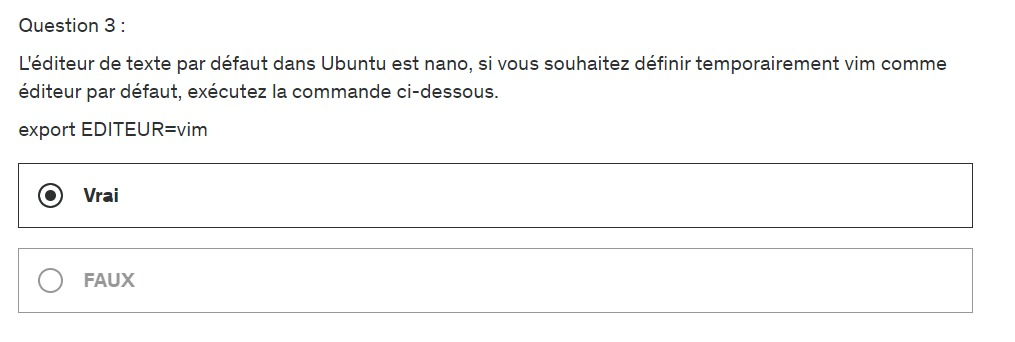 Question 3 :
L'éditeur de texte par défaut dans Ubuntu est nano, si vous souhaitez définir temporairement vim comme
éditeur par défaut, exécutez la commande ci-dessous.
export EDITEUR=vim
Vrai
FAUX